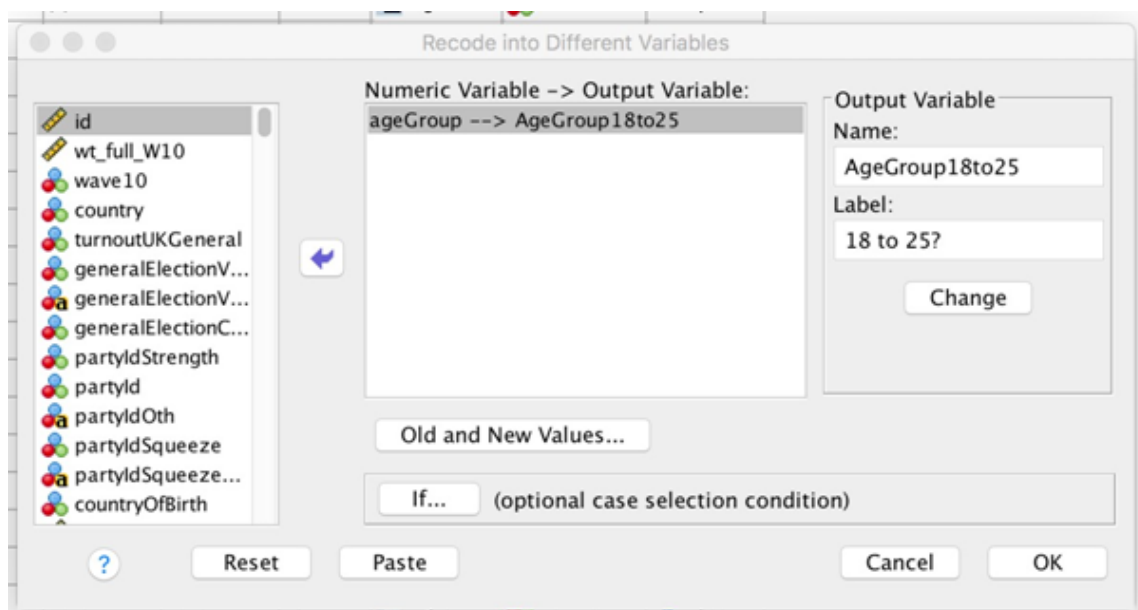 Recode into Different Variables
id
wt_full_W10
wave10
country
turnoutUKGeneral
generalElectionV...
generalElectionV...
generalElectionC...
partyIdStrength
partyId
partyIdOth
partyIdSqueeze
partyIdSqueeze...
countryOfBirth
Numeric Variable -> Output Variable:
ageGroup --> AgeGroup18to25
Old and New Values...
If... (optional case selection condition)
Output Variable
Name:
AgeGroup18to25
Label:
18 to 25?
Change
? Reset Paste Cancel OK